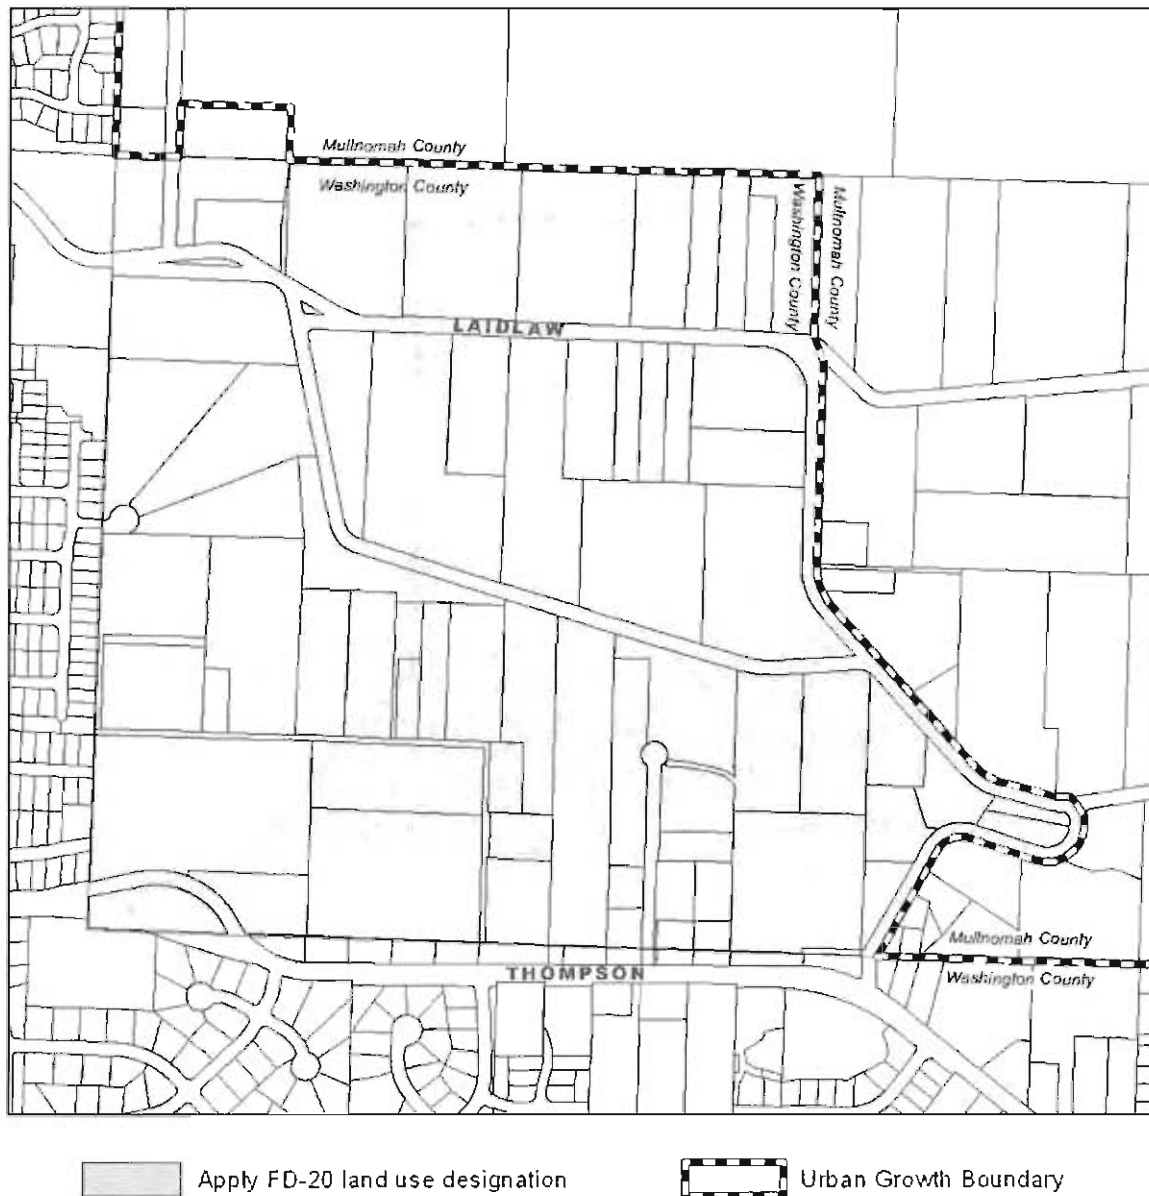 Multnomah County
Washington County
Washington County
Multnomah County
LAIDLAW
Multnomah County
THOMPSON
Washington County
Apply FD-20 land use designation
Urban Growth Boundary